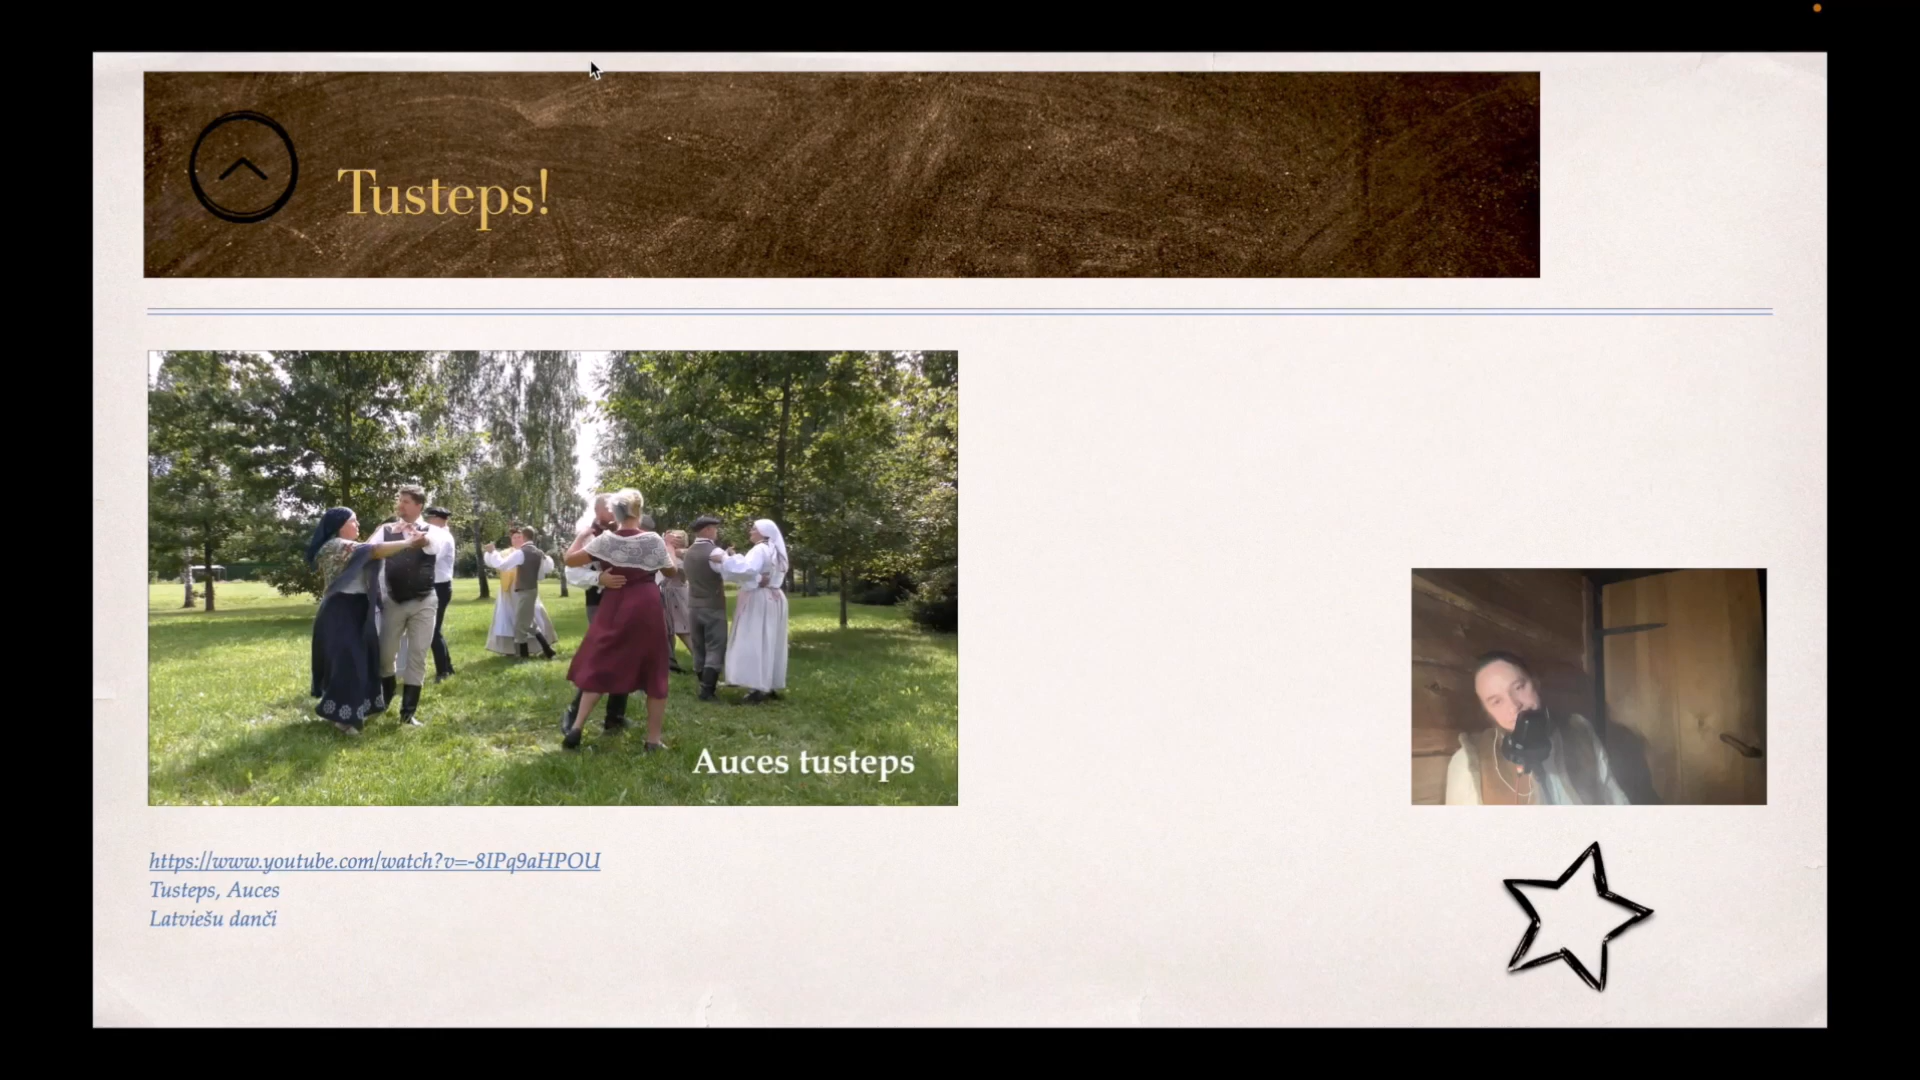 Tusteps!
Auces tusteps
https://www.youtube.com/watch?v=-8IPq9aHPOU
Tusteps, Auces
Latviešu danči